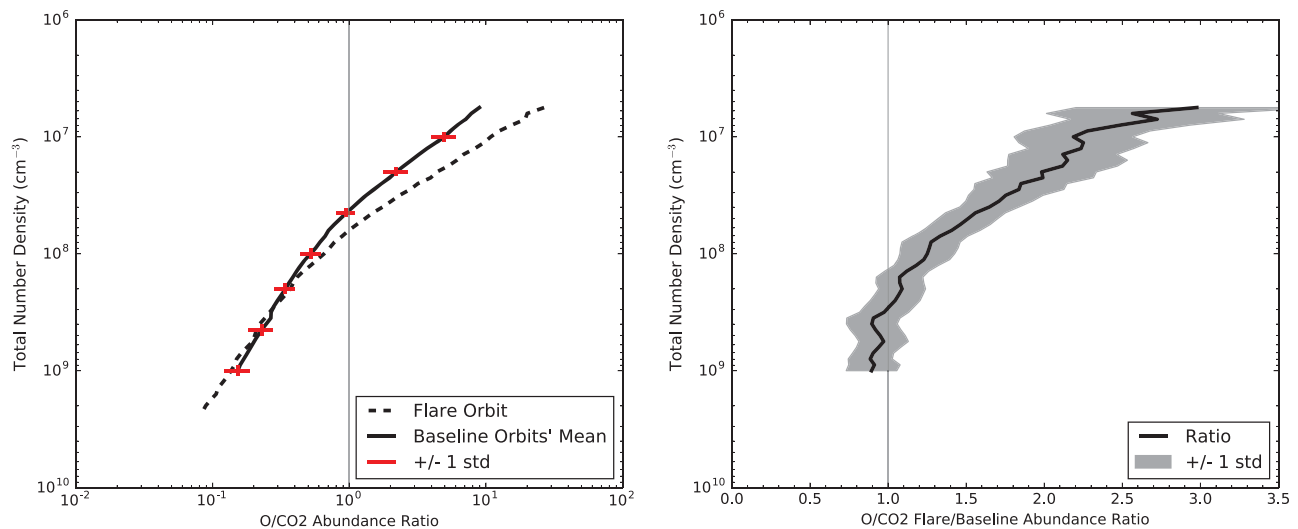 10^6
10^7
10^8
10^9
10^10
Total Number Density (cm^−3)
10^-2
10^-1
10^0
10^1
10^2
O/CO2 Abundance Ratio
Flare Orbit
Baseline Orbits' Mean
+/- 1 std
10^6
10^7
10^8
10^9
10^10
Total Number Density (cm^−3)
0.0
0.5
1.0
1.5
2.0
2.5
3.0
3.5
O/CO2 Flare/Baseline Abundance Ratio
Ratio
+/- 1 std